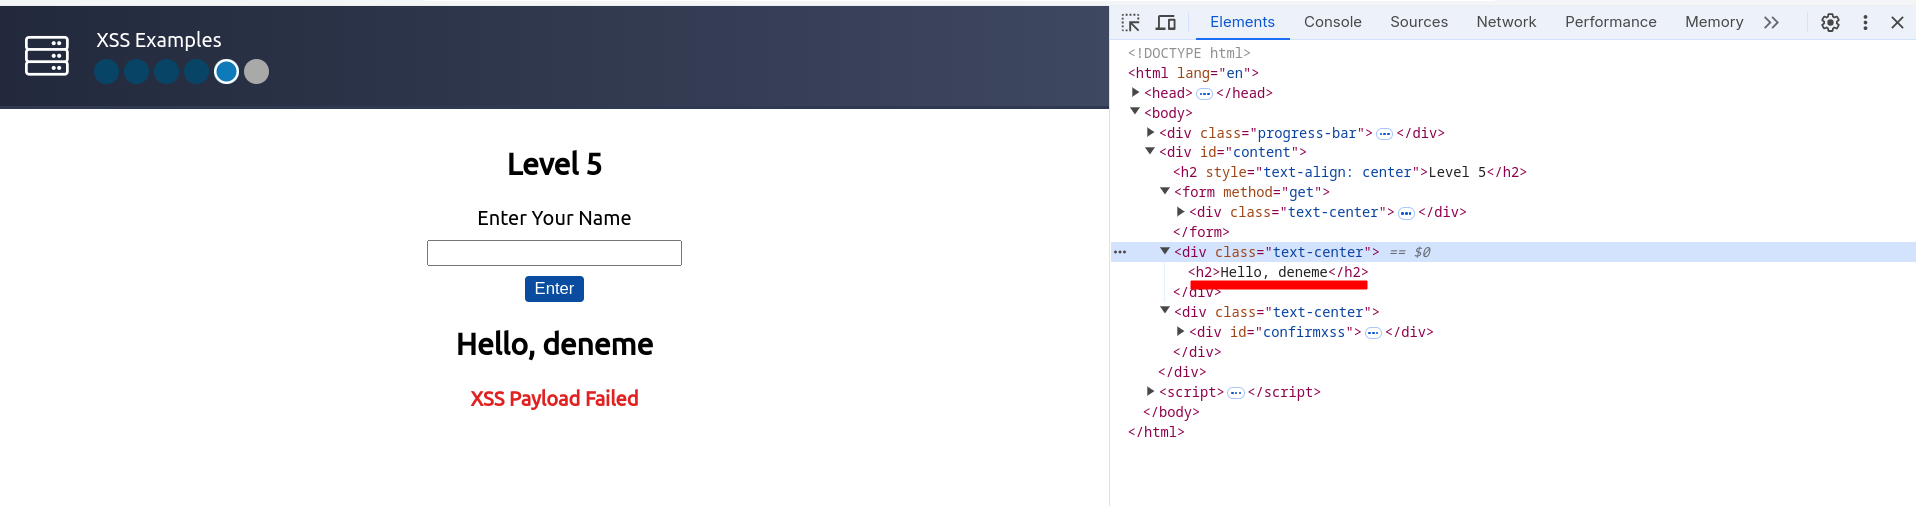 XSS Examples
Level 5
Enter Your Name
Enter
Hello, deneme
XSS Payload Failed
Elements Console Sources Network Performance Memory
<!DOCTYPE html>
<html lang="en">
<head> ··· </head>
<body>
<div class="progress-bar"> ··· </div>
<div id="content">
<h2 style="text-align: center">Level 5</h2>
<form method="get">
<div class="text-center"> ··· </div>
</form>
··· <div class="text-center"> == $0
<h2>Hello, deneme</h2>
</div>
<div class="text-center">
<div id="confirmxss"> ··· </div>
</div>
</div>
<script> ··· </script>
</body>
</html>